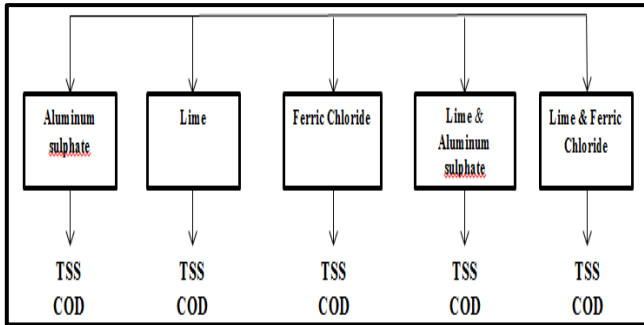 Aluminum
sulphate
Lime
Ferric Chloride
Lime &
Aluminum
sulphate
Lime & Ferric
Chloride
TSS
COD
TSS
COD
TSS
COD
TSS
COD
TSS
COD